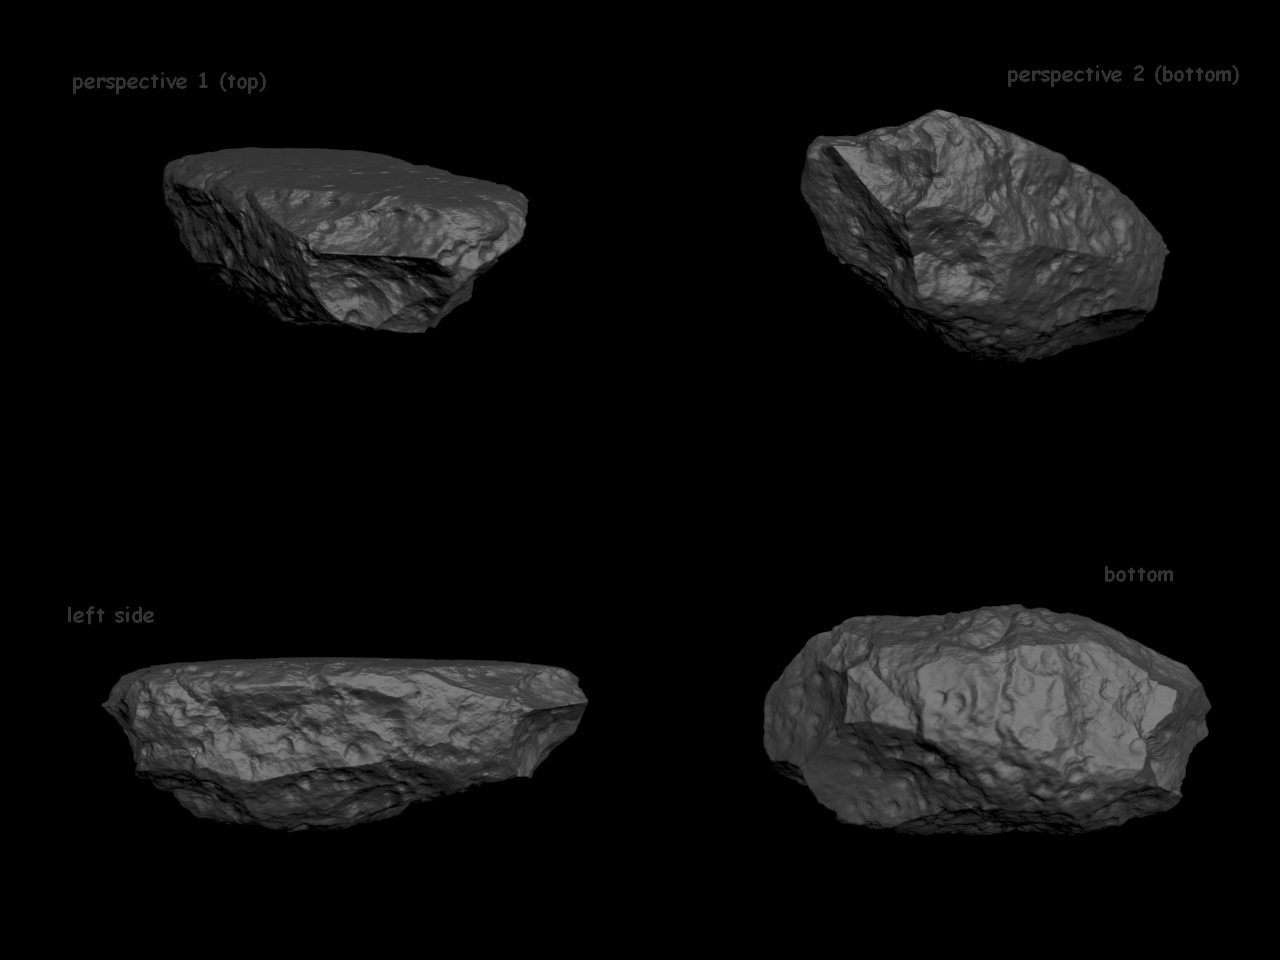 perspective 1 (top)
perspective 2 (bottom)
left side
bottom